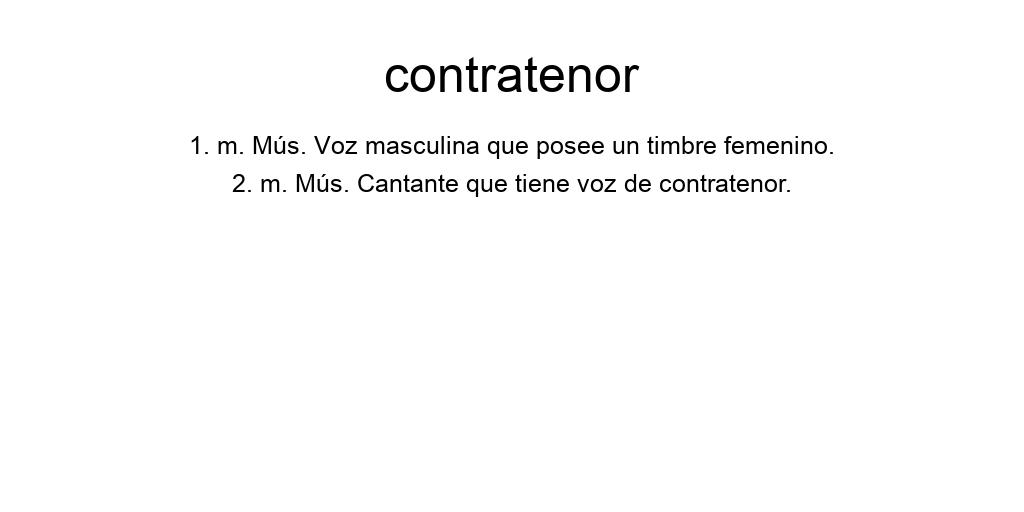 contratenor
1. m. Mús. Voz masculina que posee un timbre femenino.
2. m. Mús. Cantante que tiene voz de contratenor.